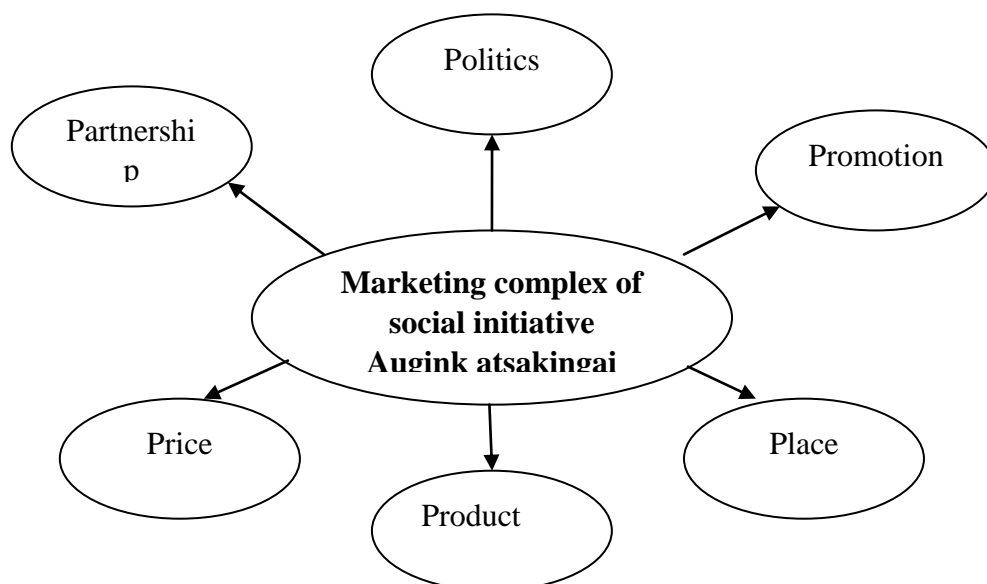 Politics
Partnershi
p
Promotion
Marketing complex of
social initiative
Augink atsakingai
Price
Place
Product